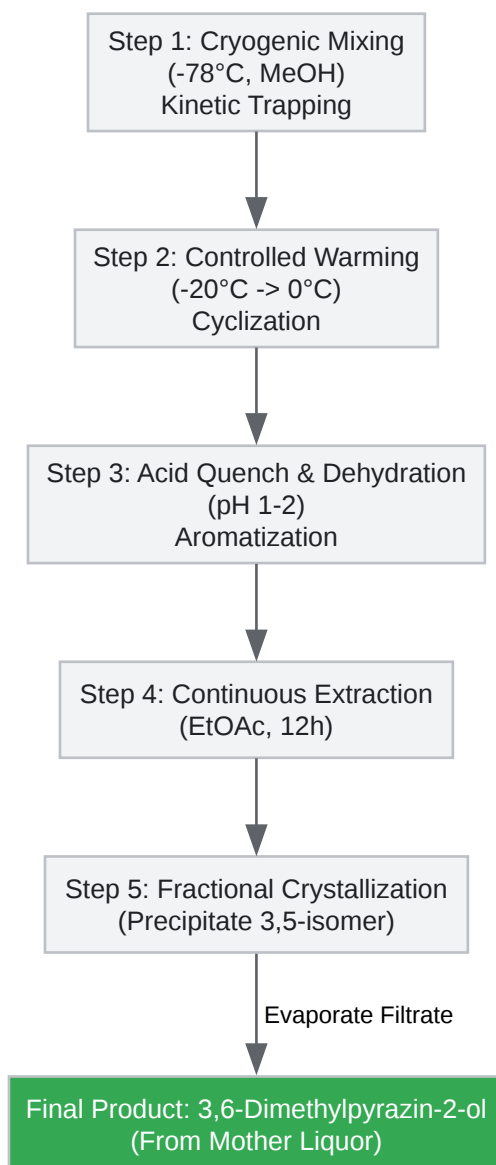 Step 1: Cryogenic Mixing
(-78°C, MeOH)
Kinetic Trapping
Step 2: Controlled Warming
(-20°C -> 0°C)
Cyclization
Step 3: Acid Quench & Dehydration
(pH 1-2)
Aromatization
Step 4: Continuous Extraction
(EtOAc, 12h)
Step 5: Fractional Crystallization
(Precipitate 3,5-isomer)
Evaporate Filtrate
Final Product: 3,6-Dimethylpyrazin-2-ol
(From Mother Liquor)